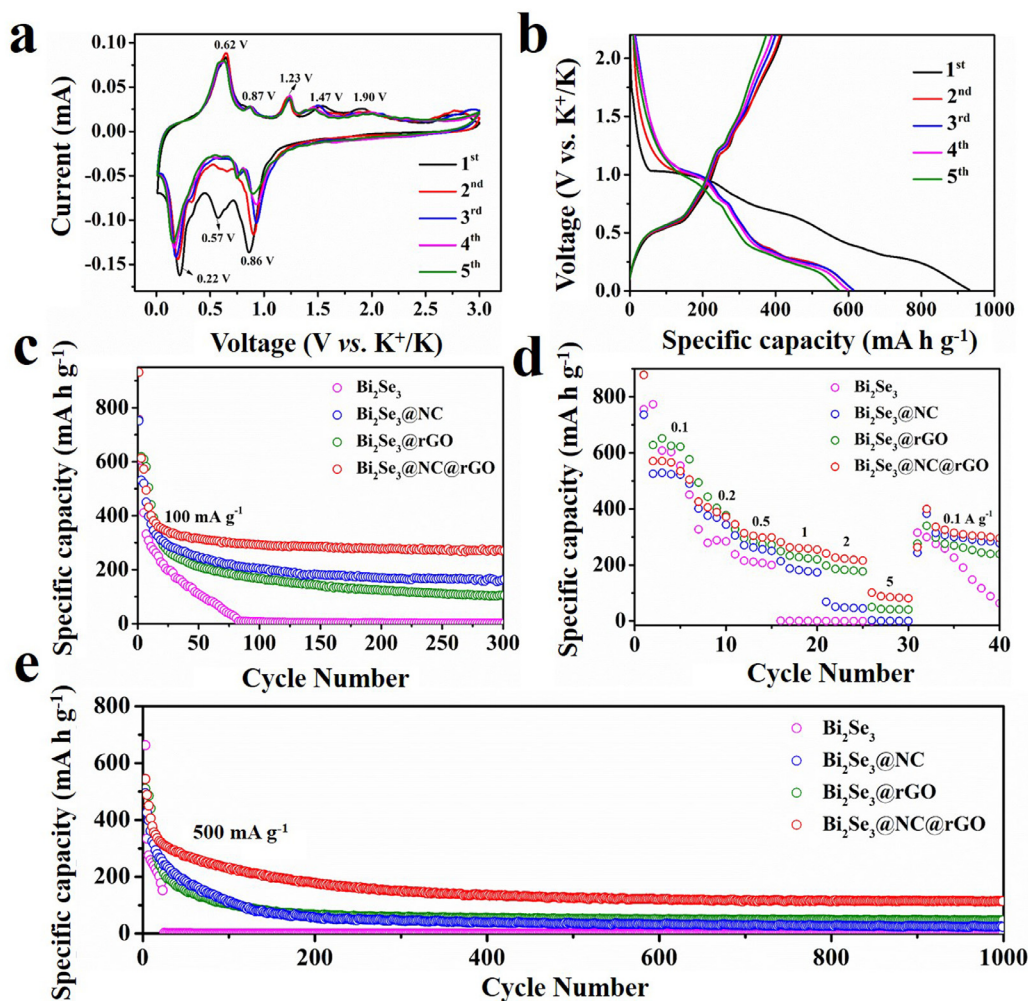 a
0.10
0.05
0.00
-0.05
-0.10
-0.15
Current (mA)
0.62 V
0.87 V
1.23 V
1.47 V
1.90 V
0.22 V
0.57 V
0.86 V
1st
2nd
3rd
4th
5th
0.0 0.5 1.0 1.5 2.0 2.5 3.0
Voltage (V vs. K⁺/K)
b
2.0
1.5
1.0
0.5
0.0
Voltage (V vs. K⁺/K)
1st
2nd
3rd
4th
5th
0 200 400 600 800 1000
Specific capacity (mA h g⁻¹)
c
800
600
400
200
0
Specific capacity (mA h g⁻¹)
Bi₂Se₃
Bi₂Se₃@NC
Bi₂Se₃@rGO
Bi₂Se₃@NC@rGO
100 mA g⁻¹
0 50 100 150 200 250 300
Cycle Number
d
800
600
400
200
0
Specific capacity (mA h g⁻¹)
Bi₂Se₃
Bi₂Se₃@NC
Bi₂Se₃@rGO
Bi₂Se₃@NC@rGO
0.1
0.2
0.5
1
2
5
0.1 A g⁻¹
0 10 20 30 40
Cycle Number
e
800
600
400
200
0
Specific capacity (mA h g⁻¹)
Bi₂Se₃
Bi₂Se₃@NC
Bi₂Se₃@rGO
Bi₂Se₃@NC@rGO
500 mA g⁻¹
0 200 400 600 800 1000
Cycle Number